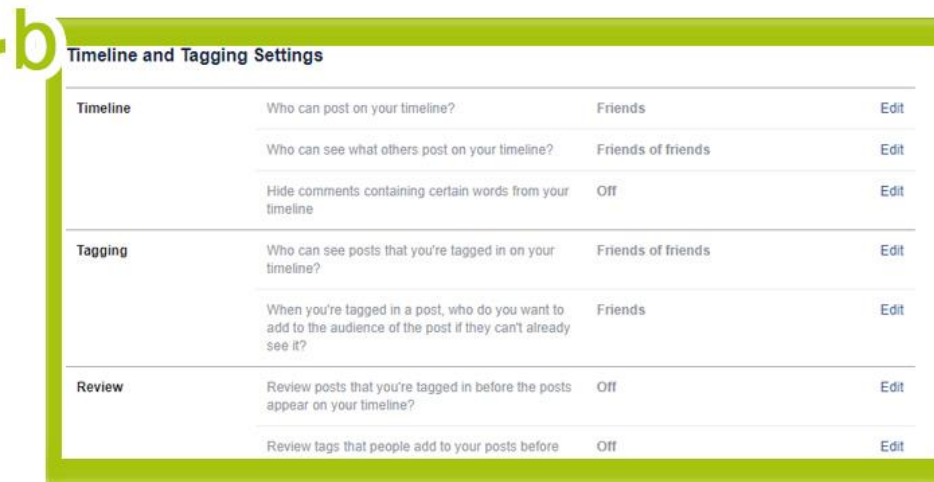 -b
Timeline and Tagging Settings
Timeline Who can post on your timeline? Friends Edit
Who can see what others post on your timeline? Friends of friends Edit
Hide comments containing certain words from your Off Edit
timeline
Tagging Who can see posts that you're tagged in on your Friends of friends Edit
timeline?
When you're tagged in a post, who do you want to Friends Edit
add to the audience of the post if they can't already
see it?
Review Review posts that you're tagged in before the posts Off Edit
appear on your timeline?
Review tags that people add to your posts before Off Edit